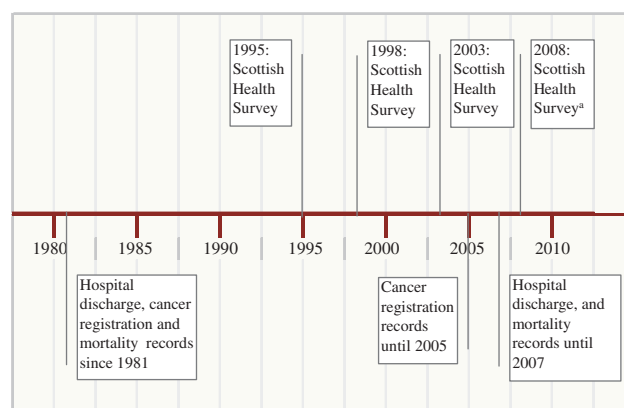 1995:
Scottish
Health
Survey
1998:
Scottish
Health
Survey
2003:
Scottish
Health
Survey
2008:
Scottish
Health
Surveyᵃ
1980
1985
1990
1995
2000
2005
2010
Hospital
discharge, cancer
registration and
mortality records
since 1981
Cancer
registration
records
until 2005
Hospital
discharge, and
mortality
records until
2007